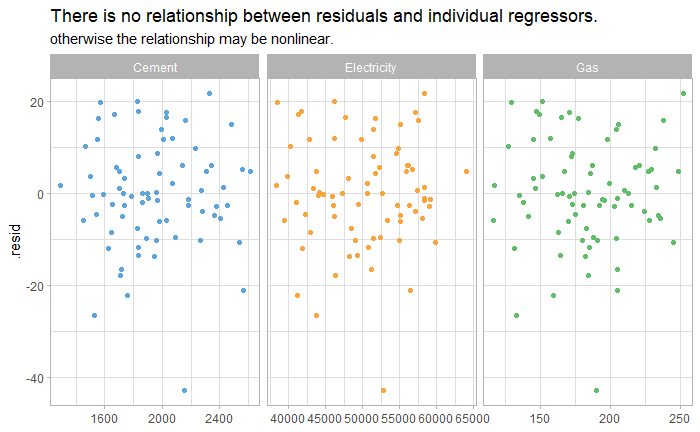 There is no relationship between residuals and individual regressors.
otherwise the relationship may be nonlinear.
Cement Electricity Gas
20
0
-20
-40
.resid
1600 2000 2400 40000 45000 50000 55000 60000 65000 150 200 250